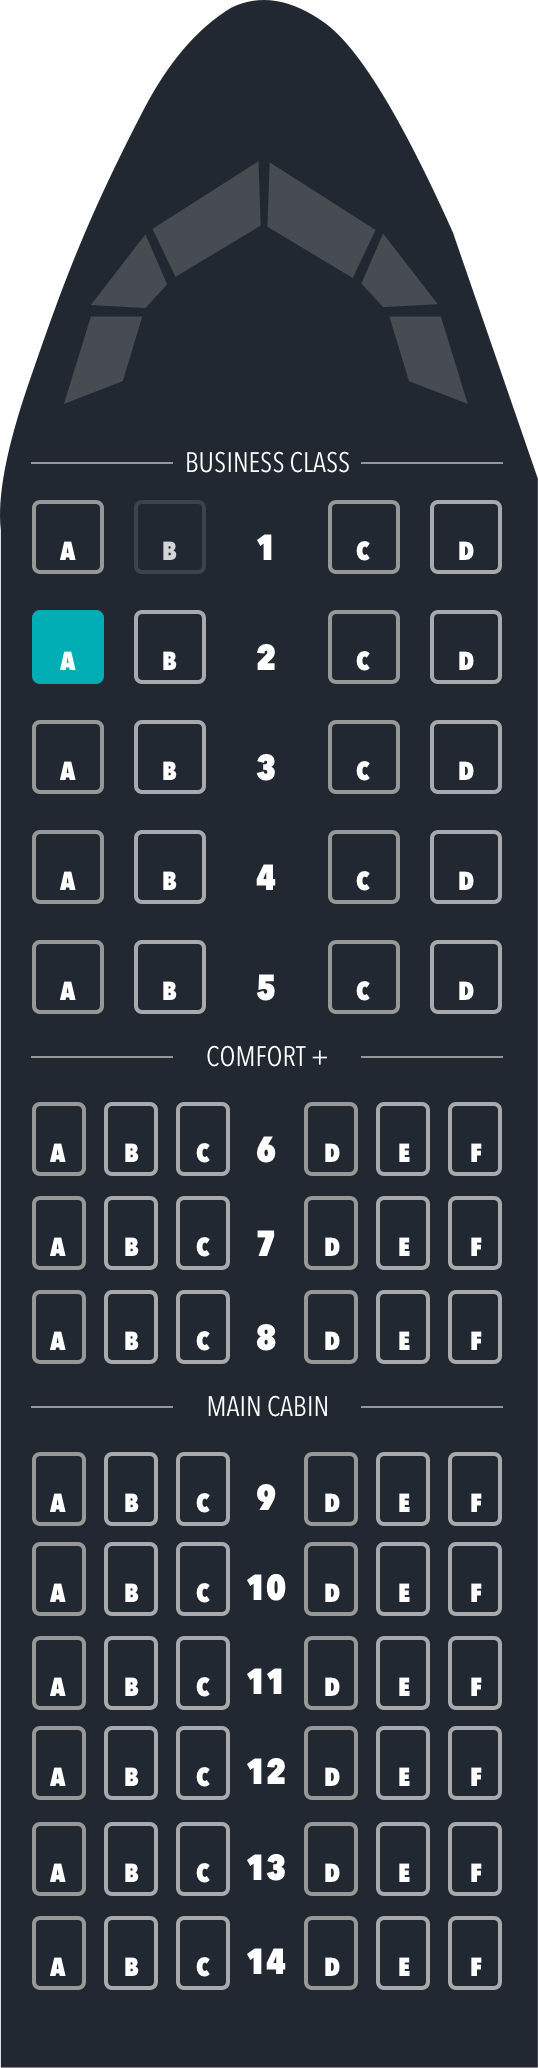 BUSINESS CLASS
A B 1 C D
A B 2 C D
A B 3 C D
A B 4 C D
A B 5 C D
COMFORT +
A B C 6 D E F
A B C 7 D E F
A B C 8 D E F
MAIN CABIN
A B C 9 D E F
A B C 10 D E F
A B C 11 D E F
A B C 12 D E F
A B C 13 D E F
A B C 14 D E F